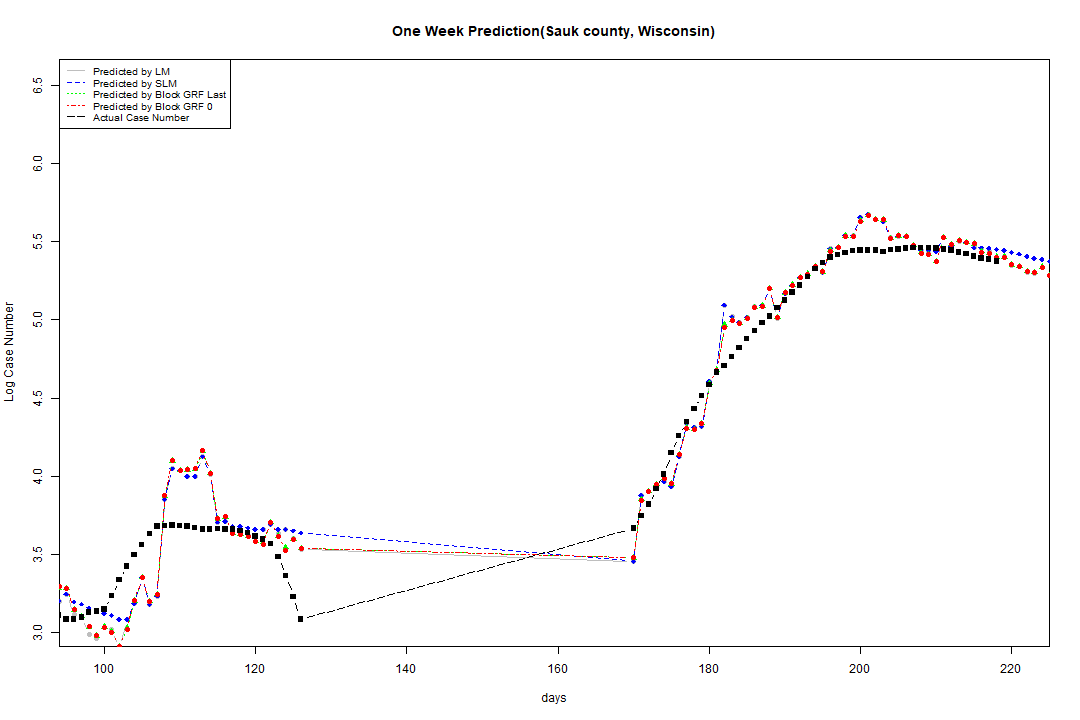 One Week Prediction(Sauk county, Wisconsin)
Predicted by LM
Predicted by SLM
Predicted by Block GRF Last
Predicted by Block GRF 0
Actual Case Number
6.5
6.0
5.5
5.0
4.5
4.0
3.5
3.0
Log Case Number
100 120 140 160 180 200 220
days